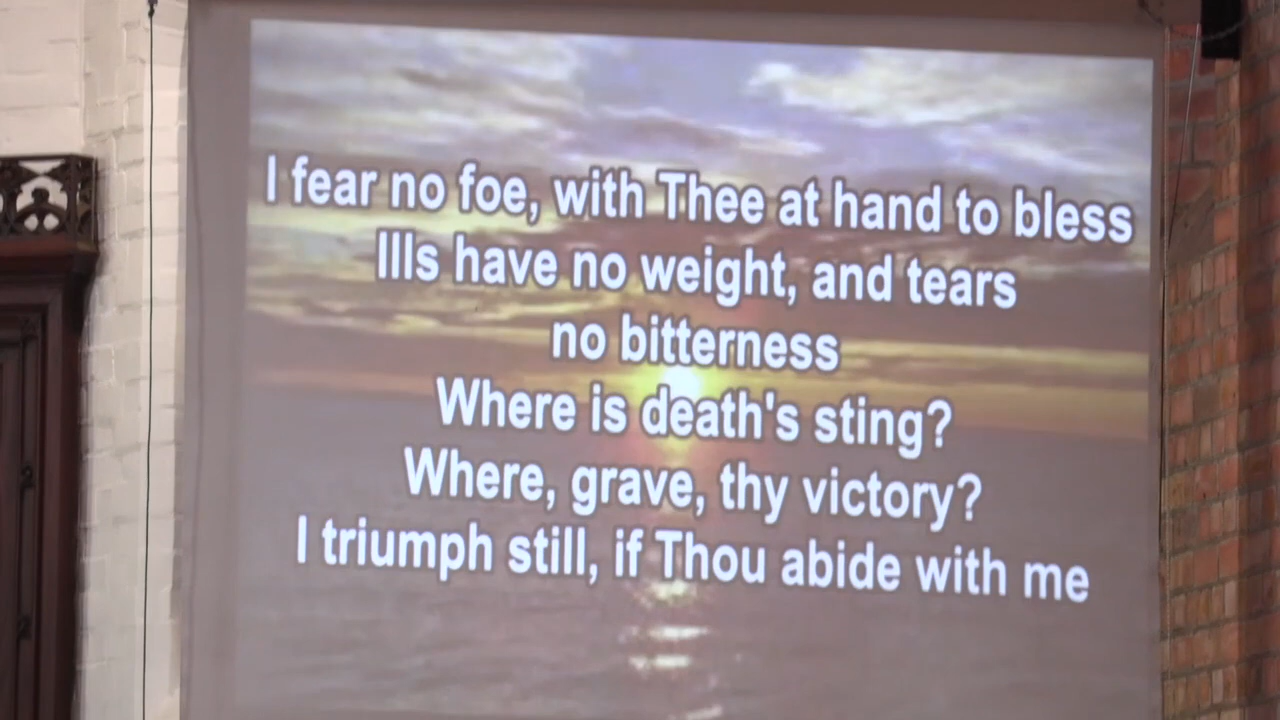 I fear no foe, with Thee at hand to bless
Ills have no weight, and tears
no bitterness
Where is death's sting?
Where, grave, thy victory?
I triumph still, if Thou abide with me